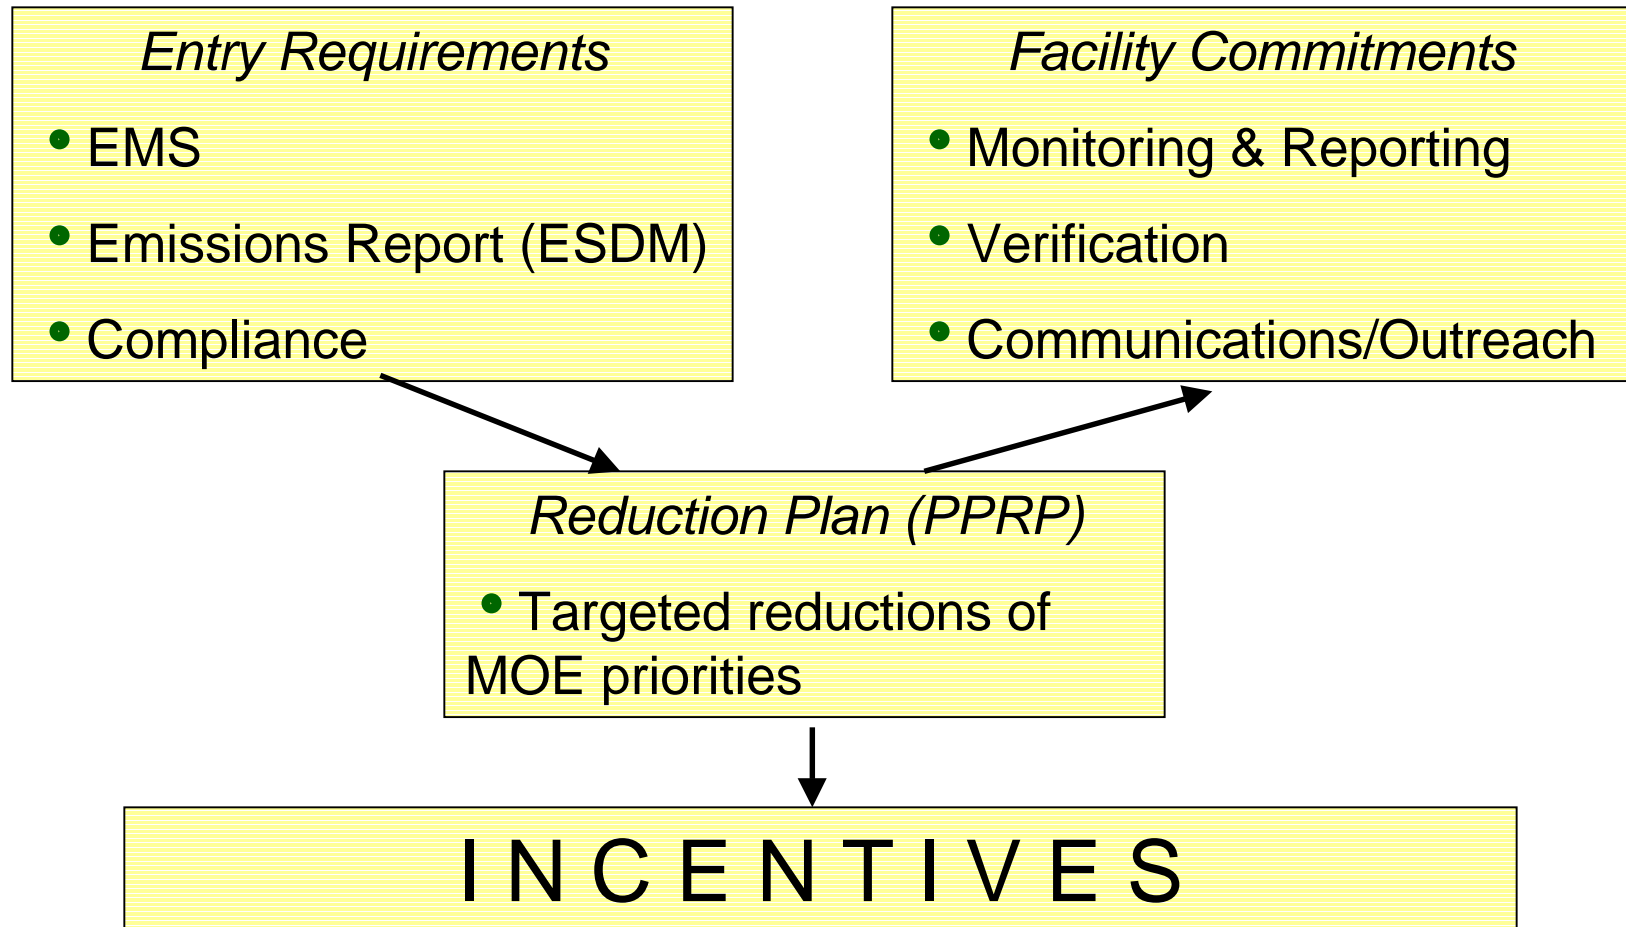 Entry Requirements
• EMS
• Emissions Report (ESDM)
• Compliance
Facility Commitments
• Monitoring & Reporting
• Verification
• Communications/Outreach
Reduction Plan (PPRP)
• Targeted reductions of
MOE priorities
I N C E N T I V E S